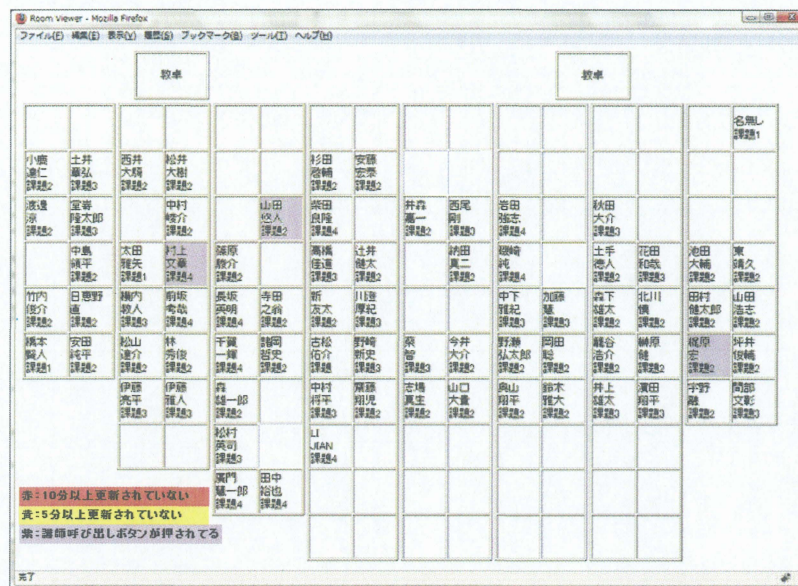 Room Viewer - Mozilla Firefox
ファイル(F) 編集(E) 表示(V) 履歴(S) ブックマーク(B) ツール(T) ヘルプ(H)
教卓 教卓
名無し
課題1
小鹿 土井 西井 松井 杉田 安藤
達仁 章弘 大騎 大樹 啓輔 宏泰
課題2 課題3 課題2 課題2 課題2 課題2
渡邊 堂本 中村 山田 柴田 井森 西尾 岩田 秋田
涼 隆太郎 峻介 悠人 良隆 嘉一 剛 強志 大介
課題2 課題3 課題2 課題2 課題4 課題2 課題3 課題4 課題3
中島 太田 村上 篠原 高橋 辻井 納田 磯崎 土手 花田 池田 東
領平 雅矢 文章 駿介 佳道 健太 真二 純 徳人 和哉 大輔 靖久
課題2 課題1 課題4 課題2 課題3 課題2 課題2 課題4 課題2 課題3 課題2 課題2
竹内 日恵野 横内 前坂 長坂 寺田 新 川澄 中下 加藤 森下 北川 田村 山田
俊介 直 教人 考哉 英明 之翁 友太 厚紀 雅紀 慧 雄太 慎 健太郎 浩志
課題2 課題2 課題3 課題4 課題4 課題2 課題2 課題3 課題3 課題3 課題2 課題2 課題2 課題2
橋本 安田 松山 林 千賀 諸岡 古松 野崎 泉 今井 野瀬 岡田 籠谷 榊原 梶原 坪井
賢人 純平 達介 秀俊 一輝 哲史 佑介 新史 智 大介 弘太郎 聡 浩介 健 宏 俊輔
課題1 課題2 課題2 課題2 課題4 課題2 課題 課題3 課題3 課題2 課題2 課題2 課題2 課題2 課題2 課題2
伊藤 伊藤 森 中村 齋藤 志場 山口 奥山 鈴木 井上 濱田 宇野 間部
亮平 雅人 雄一郎 将平 翔児 真生 大貴 翔平 雅大 雄太 翔平 融 文彰
課題3 課題3 課題2 課題3 課題2 課題2 課題2 課題2 課題2 課題3 課題3 課題2 課題3
松村 LI
英司 JIAN
課題3 課題4
廣門 田中
慧一郎 裕也
課題4 課題4
赤：10分以上更新されていない
黄：5分以上更新されていない
紫：講師呼び出しボタンが押されてる
完了